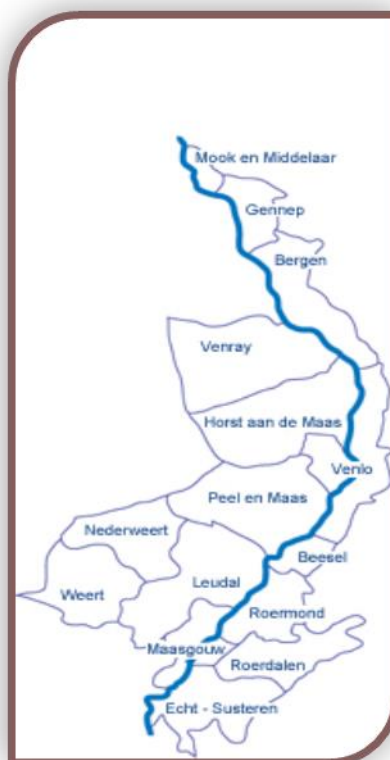 Mook en Middelaar
Gennep
Bergen
Venray
Horst aan de Maas
Venlo
Peel en Maas
Nederweert
Beesel
Leudal
Weert
Roermond
Maasgouw
Roerdalen
Echt - Susteren